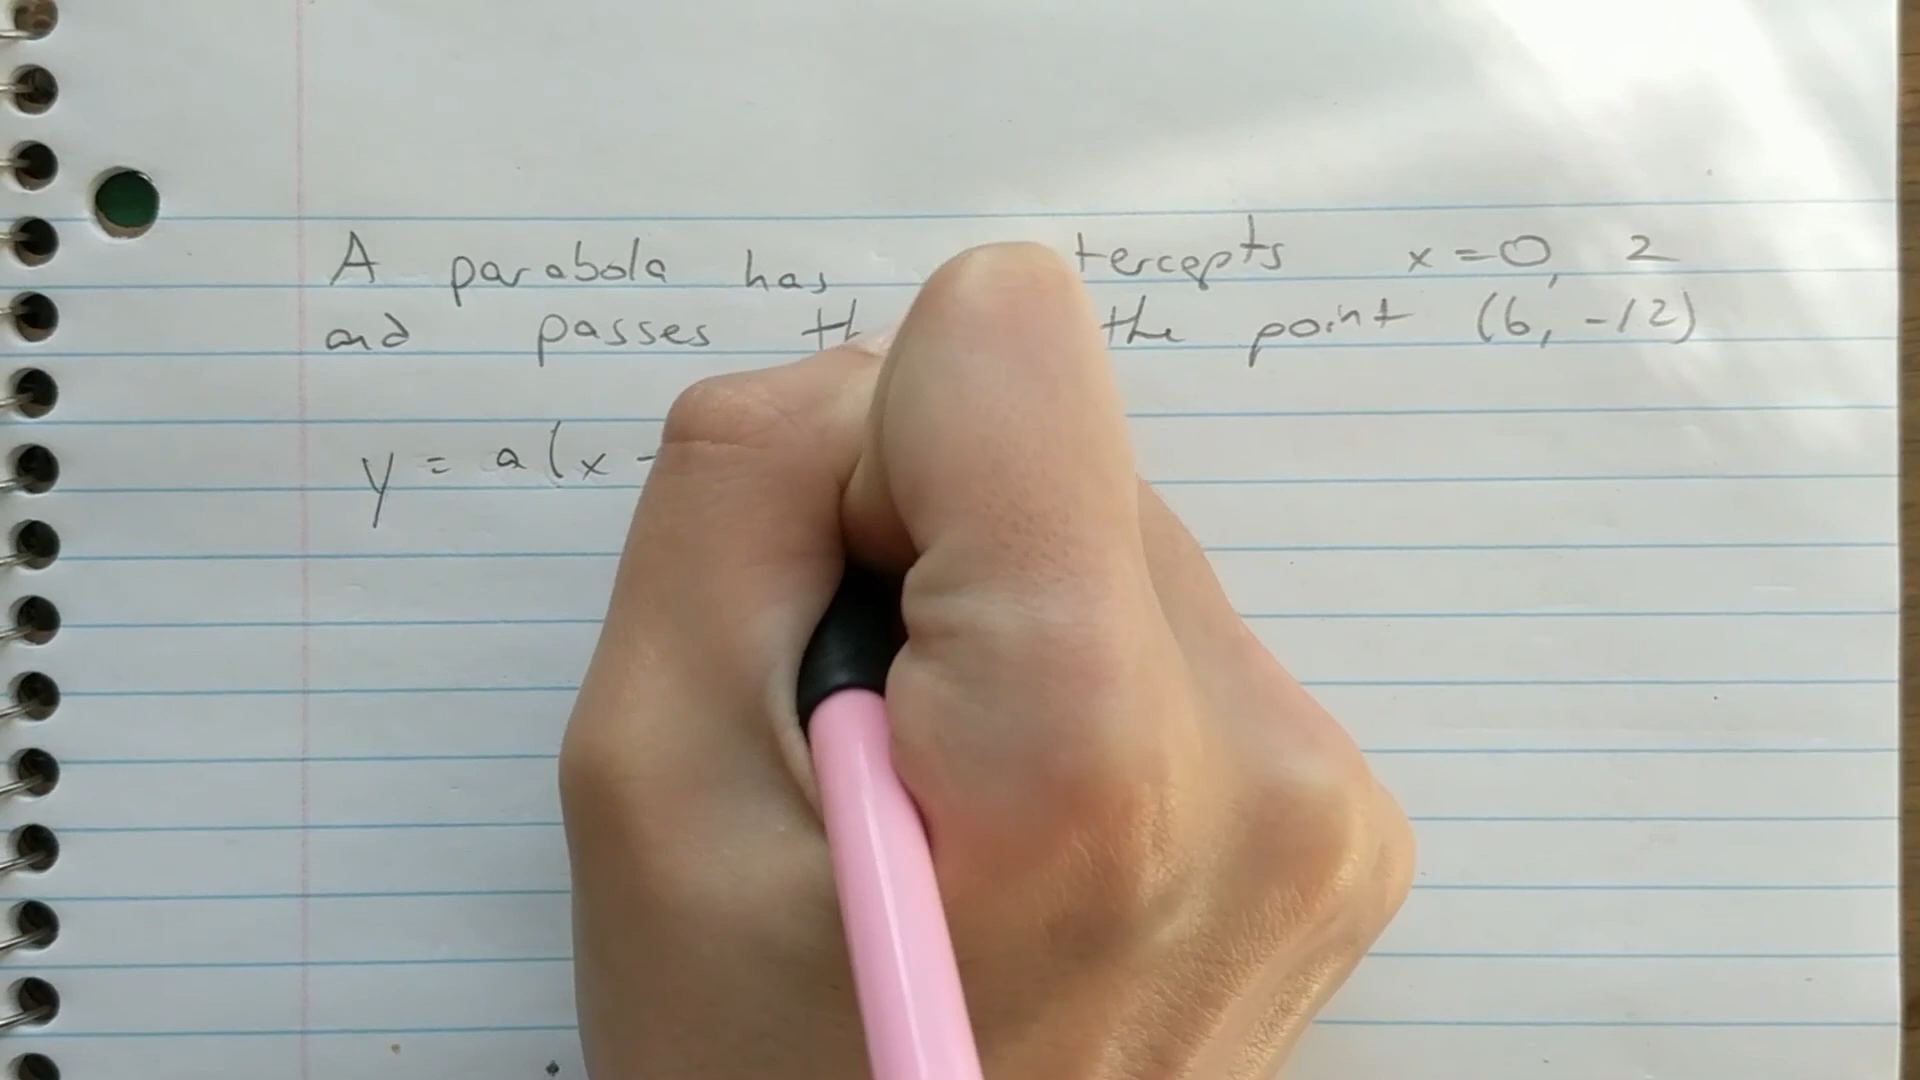 A parabola has tercepts x = 0, 2
and passes th the point (6, -12)
y = a(x -